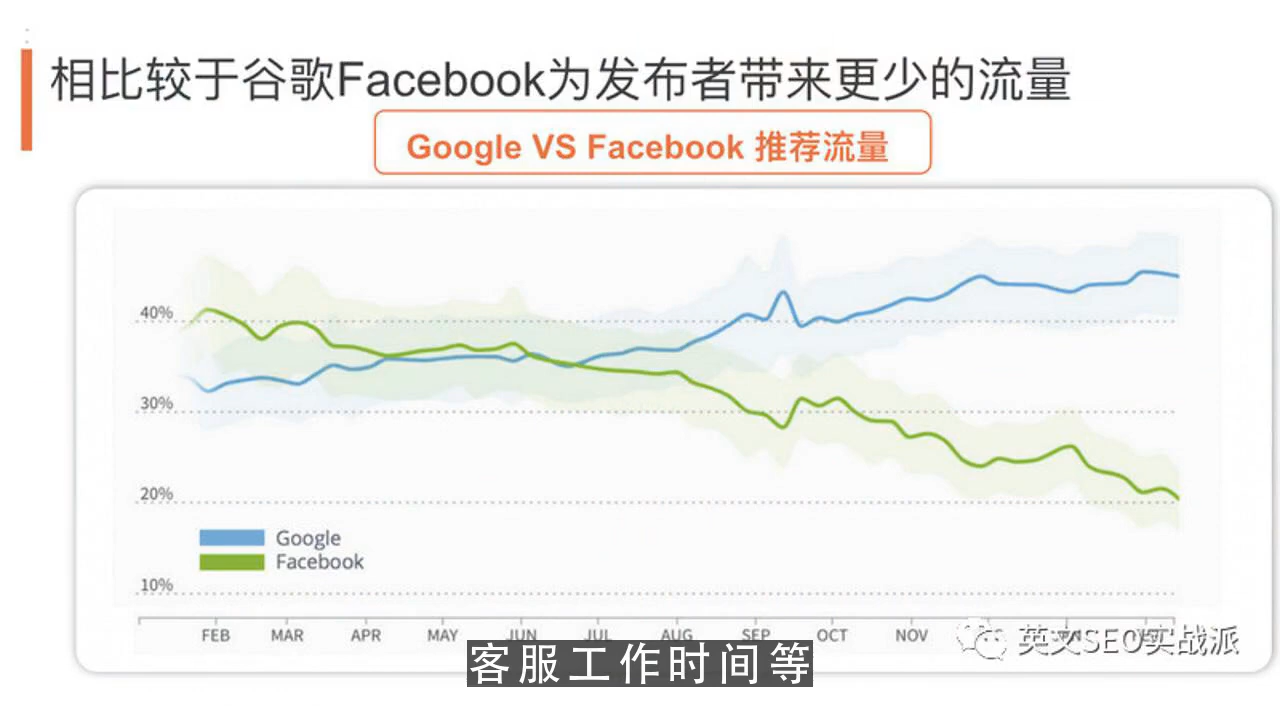 相比较于谷歌Facebook为发布者带来更少的流量
Google VS Facebook 推荐流量
40%
30%
20%
10%
Google
Facebook
FEB MAR APR MAY JUN JUL AUG SEP OCT NOV
英文SEO实战派
客服工作时间等